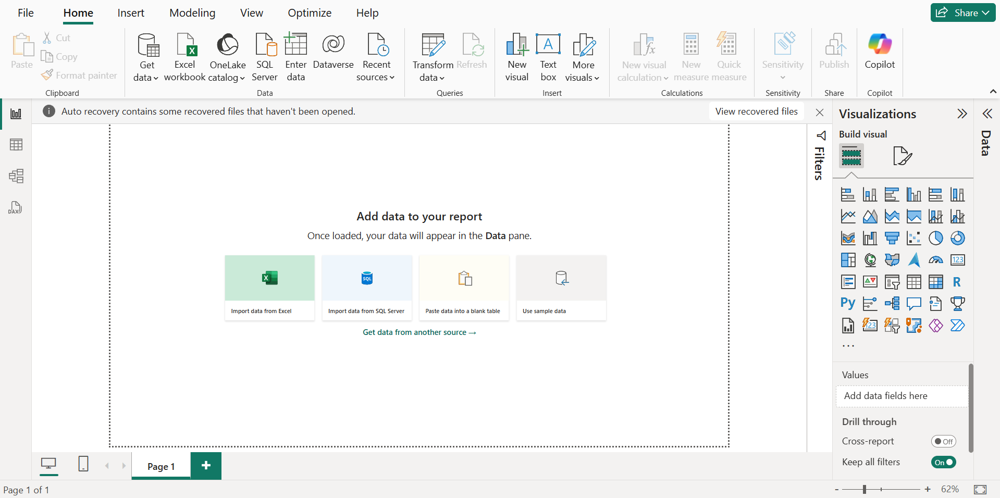 File Home Insert Modeling View Optimize Help Share
Paste
Cut
Copy
Format painter
Clipboard
Get data
Excel workbook
OneLake catalog
SQL Server
Enter data
Dataverse
Recent sources
Data
Transform data
Refresh
Queries
New visual
A
Text box
More visuals
Insert
fx
New visual calculation
New measure
Quick measure
Calculations
Sensitivity
Sensitivity
Publish
Share
Copilot
Copilot
Auto recovery contains some recovered files that haven't been opened. View recovered files
DAX
Add data to your report
Once loaded, your data will appear in the Data pane.
X
Import data from Excel
SQL
Import data from SQL Server
Paste data into a blank table
Use sample data
Get data from another source →
Filters
Visualizations
Build visual
123
R
Py
123
...
Values
Add data fields here
Drill through
Cross-report Off
Keep all filters On
Data
Page 1 +
Page 1 of 1
- + 62%